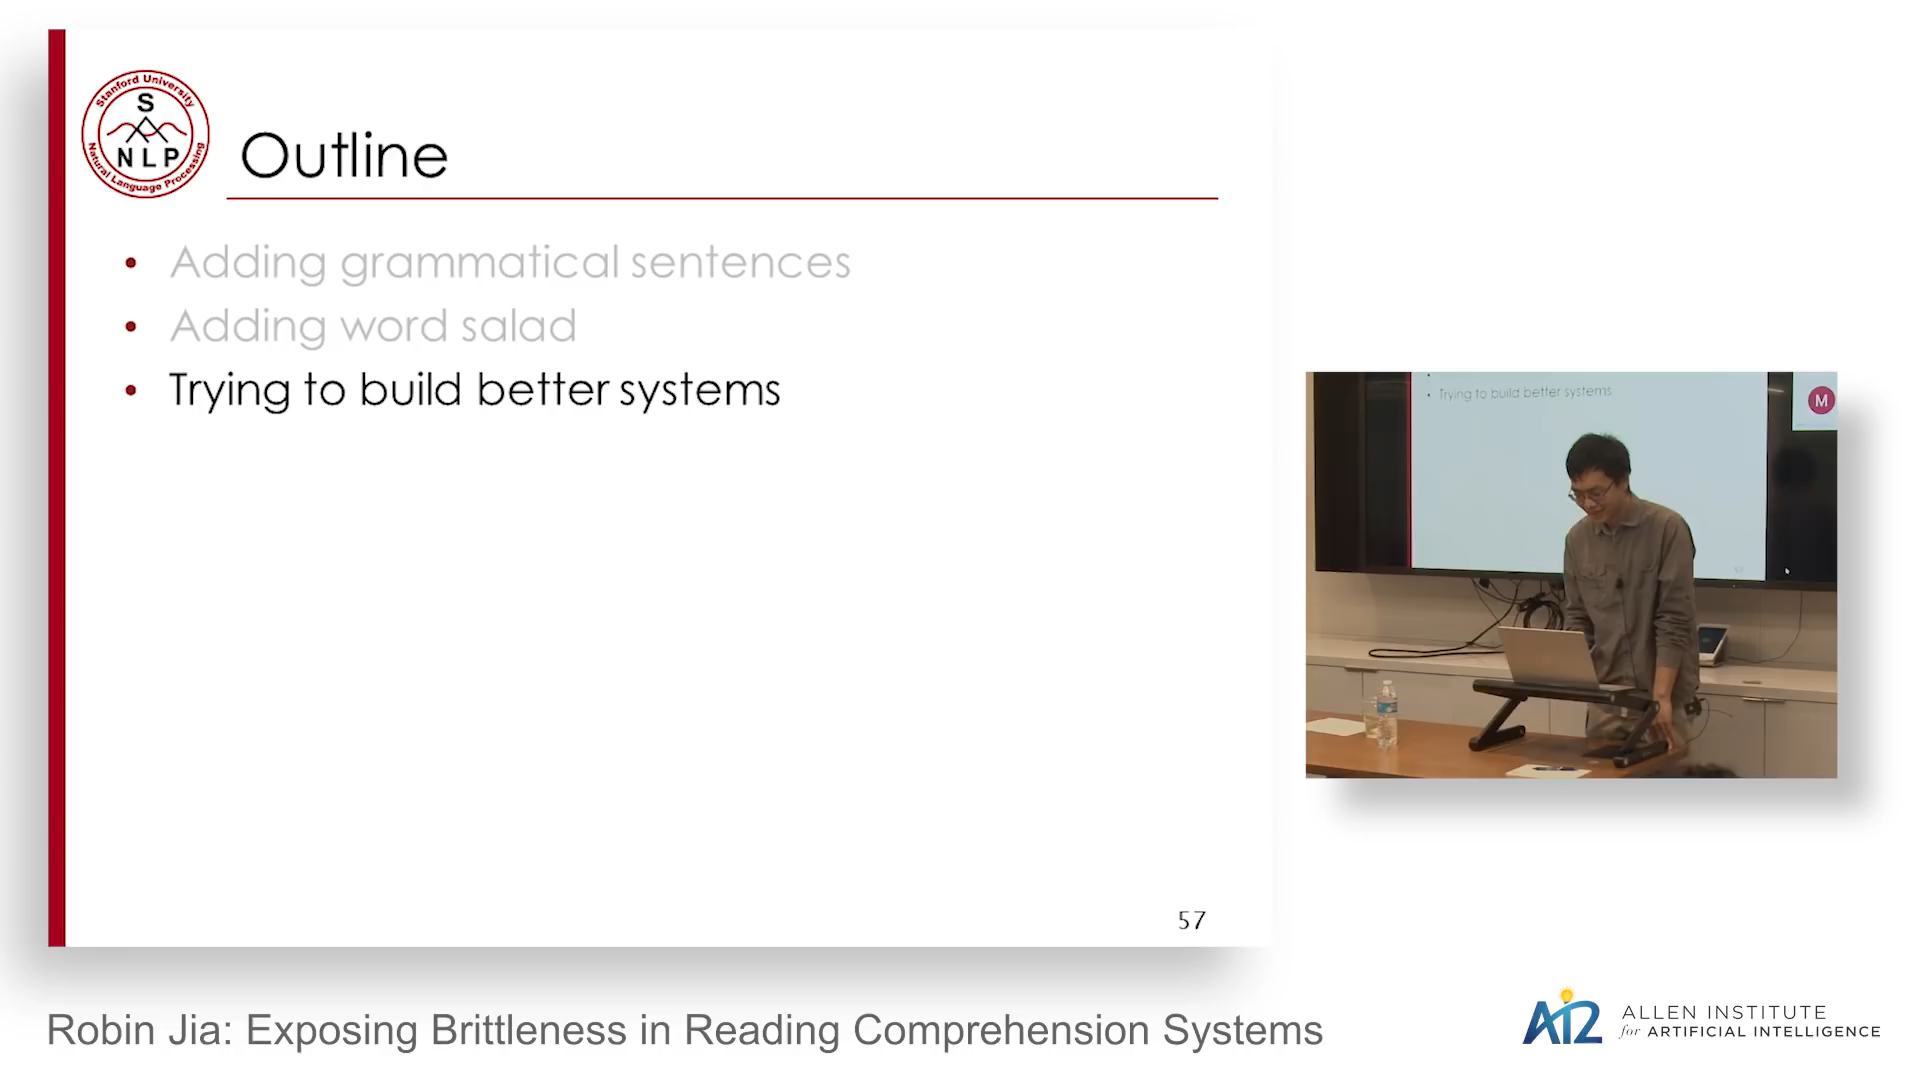 Stanford University
S
NLP
Natural Language Processing
Outline
• Adding grammatical sentences
• Adding word salad
• Trying to build better systems
57
• Trying to build better systems
M
Robin Jia: Exposing Brittleness in Reading Comprehension Systems
AI2
ALLEN INSTITUTE
for ARTIFICIAL INTELLIGENCE